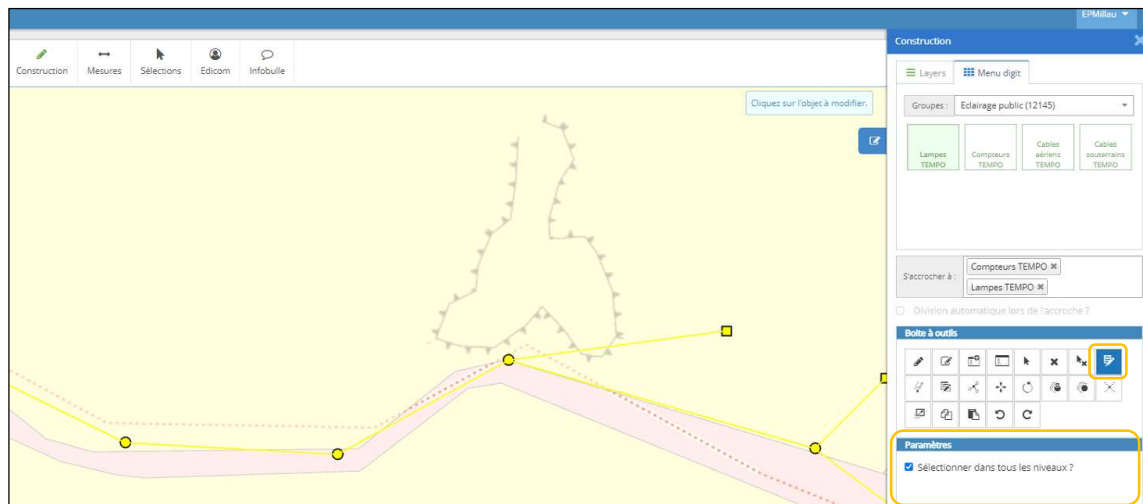 EPMillau
Construction
Mesures
Sélections
Edicom
Infobulle
Cliquez sur l'objet à modifier.
Construction
Layers
Menu digit
Groupes :
Eclairage public (12145)
Lampes
TEMPO
Compteurs
TEMPO
Cables
aériens
TEMPO
Cables
souterrains
TEMPO
S'accrocher à :
Compteurs TEMPO
Lampes TEMPO
Division automatique lors de l'accroche ?
Boite à outils
Paramètres
Sélectionner dans tous les niveaux ?